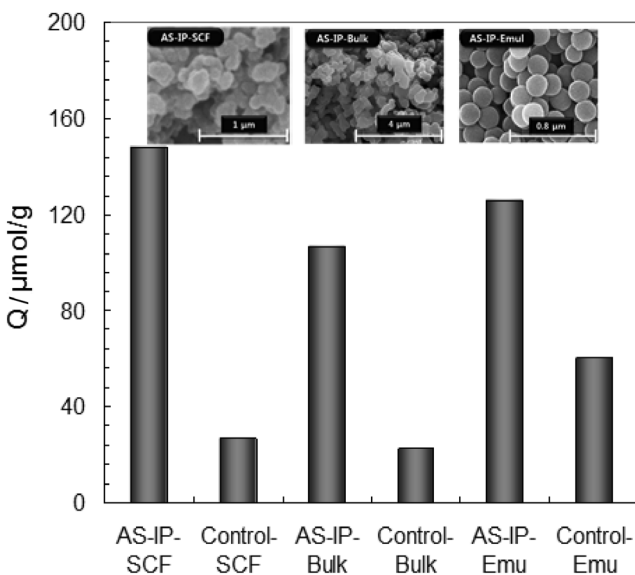 200
160
120
80
40
0
Q / µmol/g
AS-IP-SCF
1 µm
AS-IP-Bulk
4 µm
AS-IP-Emul
0.8 µm
AS-IP-
SCF
Control-
SCF
AS-IP-
Bulk
Control-
Bulk
AS-IP-
Emu
Control-
Emu